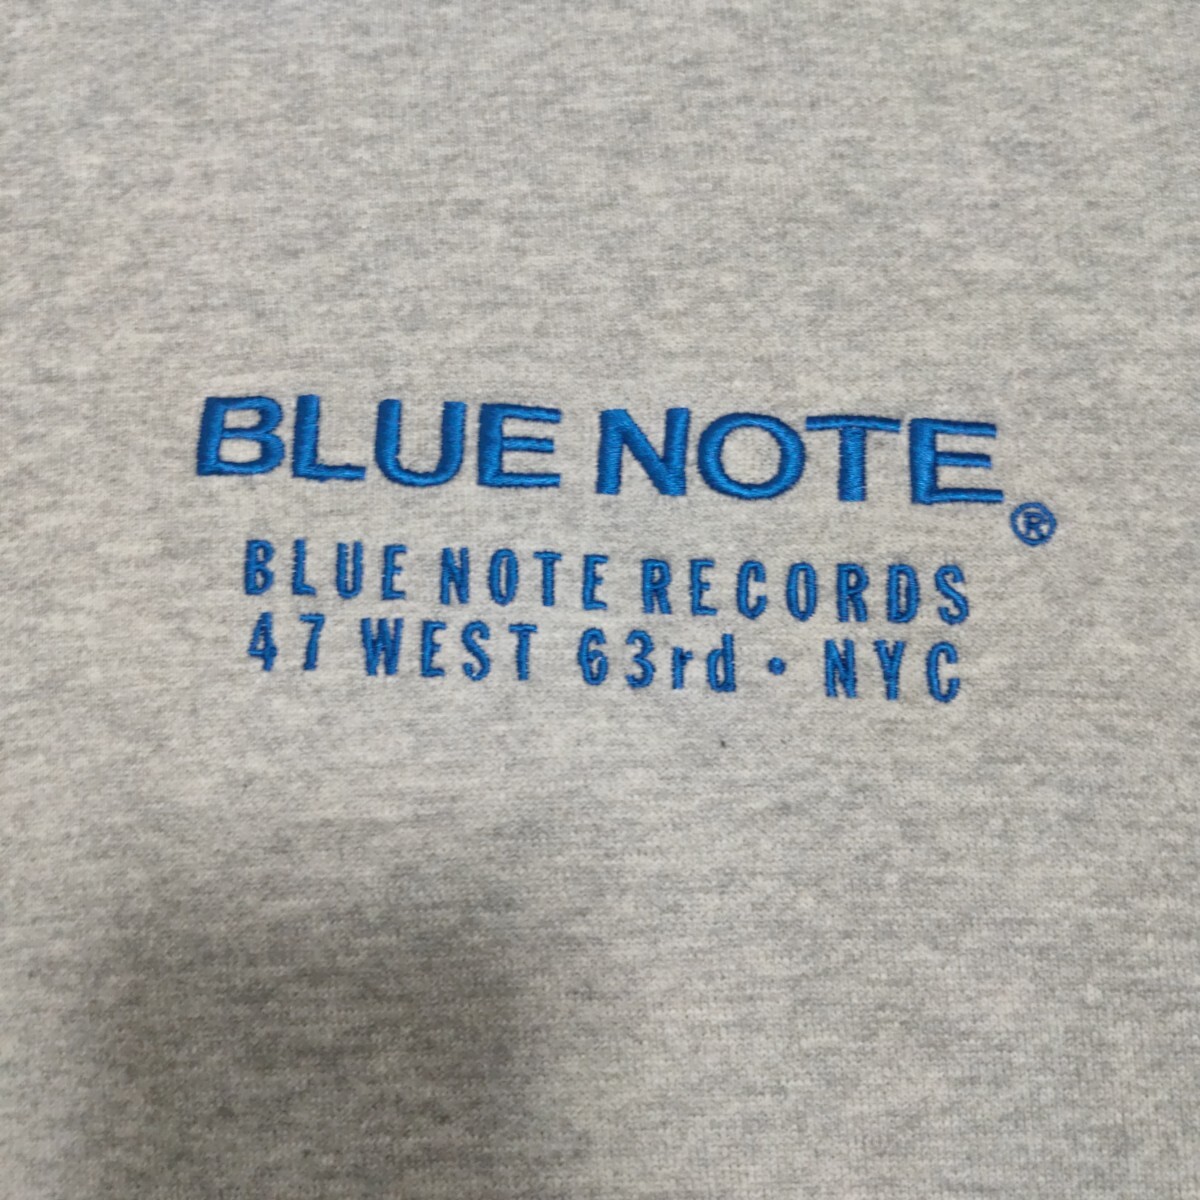 BLUE NOTE®
BLUE NOTE RECORDS
47 WEST 63rd • NYC